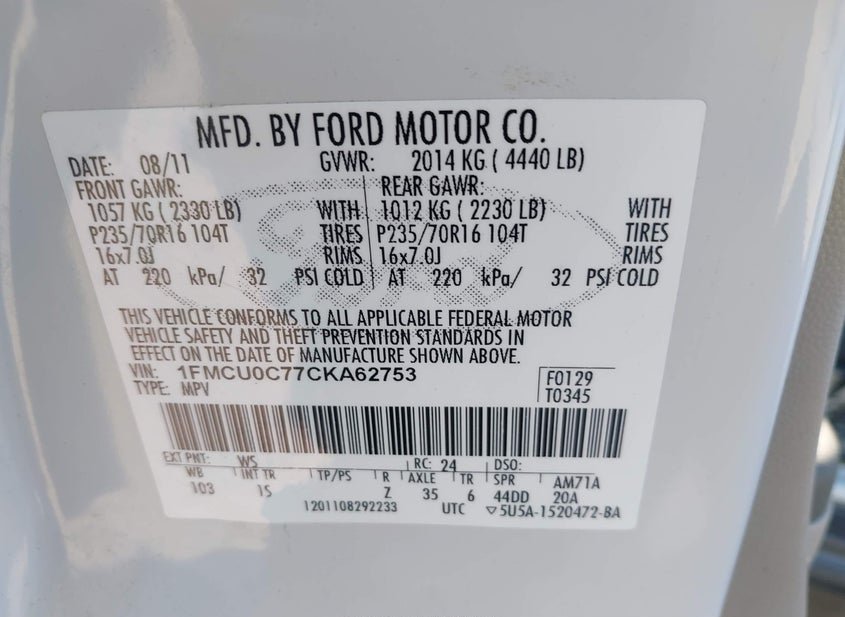 MFD. BY FORD MOTOR CO.
DATE: 08/11 GVWR: 2014 KG ( 4440 LB)
FRONT GAWR: REAR GAWR:
1057 KG ( 2330 LB) WITH 1012 KG ( 2230 LB) WITH
P235/70R16 104T TIRES P235/70R16 104T TIRES
16x7.0J RIMS 16x7.0J RIMS
AT 220 kPa/ 32 PSI COLD AT 220 kPa/ 32 PSI COLD
THIS VEHICLE CONFORMS TO ALL APPLICABLE FEDERAL MOTOR
VEHICLE SAFETY AND THEFT PREVENTION STANDARDS IN
EFFECT ON THE DATE OF MANUFACTURE SHOWN ABOVE.
VIN: 1FMCU0C77CKA62753 F0129
TYPE: MPV T0345
EXT PNT: WS RC: 24 DSO:
WB INT TR TP/PS R AXLE TR SPR AM71A
103 IS Z 35 6 44DD 20A
1201108292233 UTC ▽5U5A-1520472-BA